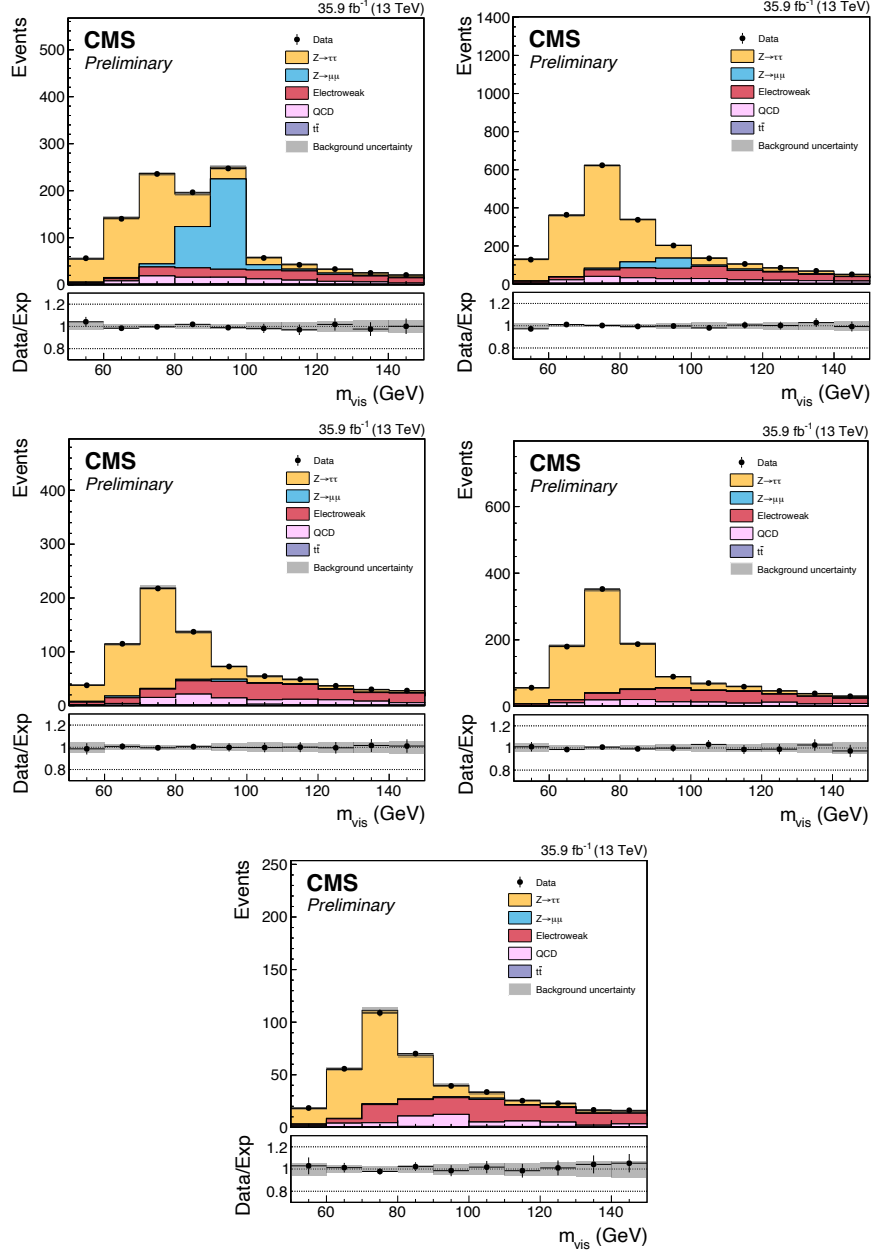 35.9 fb⁻¹ (13 TeV)
Events
CMS
Preliminary
Data
Z→ττ
Z→μμ
Electroweak
QCD
tt̄
Background uncertainty
500
400
300
200
100
0
Data/Exp
1.2
1
0.8
60 80 100 120 140
m_vis (GeV)
35.9 fb⁻¹ (13 TeV)
Events
CMS
Preliminary
Data
Z→ττ
Z→μμ
Electroweak
QCD
tt̄
Background uncertainty
1400
1200
1000
800
600
400
200
0
Data/Exp
1.2
1
0.8
60 80 100 120 140
m_vis (GeV)
35.9 fb⁻¹ (13 TeV)
Events
CMS
Preliminary
Data
Z→ττ
Z→μμ
Electroweak
QCD
tt̄
Background uncertainty
400
300
200
100
0
Data/Exp
1.2
1
0.8
60 80 100 120 140
m_vis (GeV)
35.9 fb⁻¹ (13 TeV)
Events
CMS
Preliminary
Data
Z→ττ
Z→μμ
Electroweak
QCD
tt̄
Background uncertainty
600
400
200
0
Data/Exp
1.2
1
0.8
60 80 100 120 140
m_vis (GeV)
35.9 fb⁻¹ (13 TeV)
Events
CMS
Preliminary
Data
Z→ττ
Z→μμ
Electroweak
QCD
tt̄
Background uncertainty
250
200
150
100
50
0
Data/Exp
1.2
1
0.8
60 80 100 120 140
m_vis (GeV)